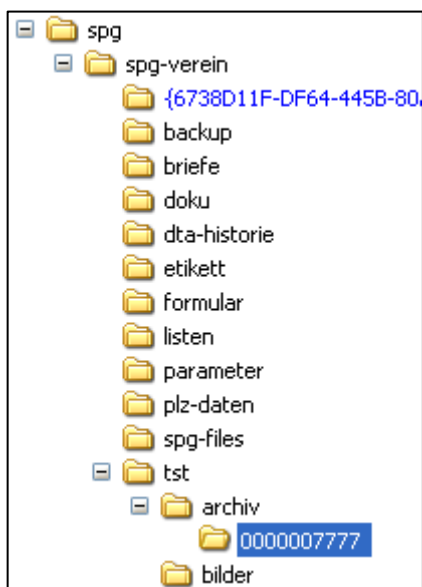 spg
spg-verein
{6738D11F-DF64-445B-80
backup
briefe
doku
dta-historie
etikett
formular
listen
parameter
plz-daten
spg-files
tst
archiv
0000007777
bilder